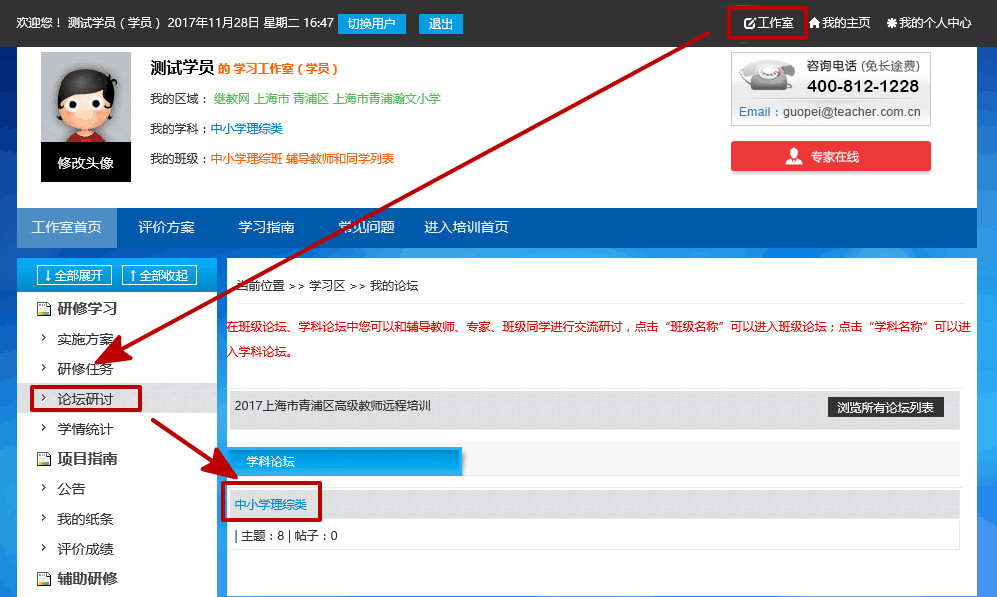 欢迎您！ 测试学员（学员） 2017年11月28日 星期二 16:47 切换用户 退出 工作室 我的主页 我的个人中心
测试学员 的 学习工作室（学员）
我的区域： 继教网 上海市 青浦区 上海市青浦瀚文小学
我的学科：中小学理综类
我的班级：中小学理综班 辅导教师和同学列表
修改头像
咨询电话 (免长途费)
400-812-1228
Email：guopei@teacher.com.cn
专家在线
工作室首页 评价方案 学习指南 常见问题 进入培训首页
↓全部展开 ↑全部收起
研修学习
实施方案
研修任务
论坛研讨
学情统计
项目指南
公告
我的纸条
评价成绩
辅助研修
当前位置 >> 学习区 >> 我的论坛
在班级论坛、学科论坛中您可以和辅导教师、专家、班级同学进行交流研讨，点击“班级名称”可以进入班级论坛；点击“学科名称”可以进
入学科论坛。
2017上海市青浦区高级教师远程培训 浏览所有论坛列表
学科论坛
中小学理综类
| 主题：8 | 帖子：0